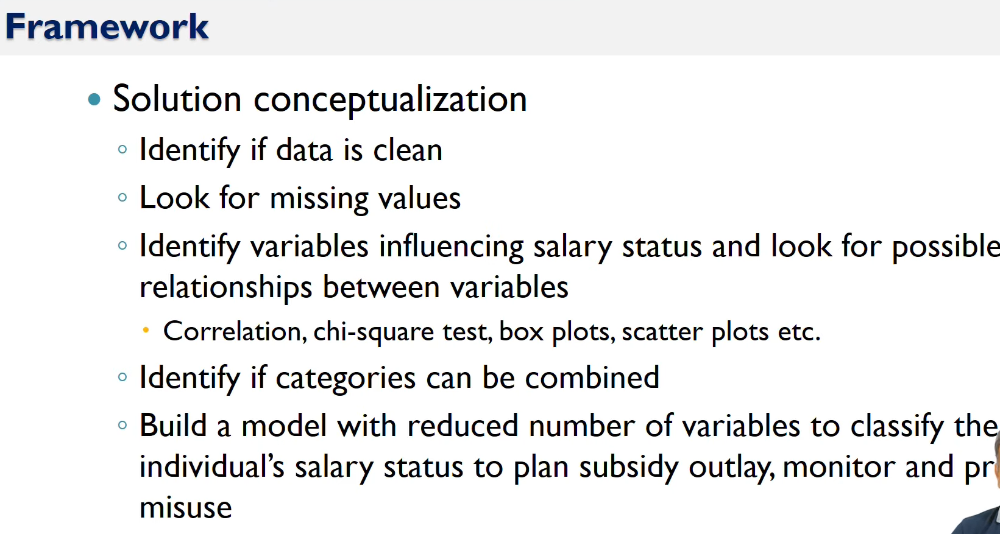 Framework
Solution conceptualization
Identify if data is clean
Look for missing values
Identify variables influencing salary status and look for possible
relationships between variables
Correlation, chi-square test, box plots, scatter plots etc.
Identify if categories can be combined
Build a model with reduced number of variables to classify the
individual’s salary status to plan subsidy outlay, monitor and
misuse